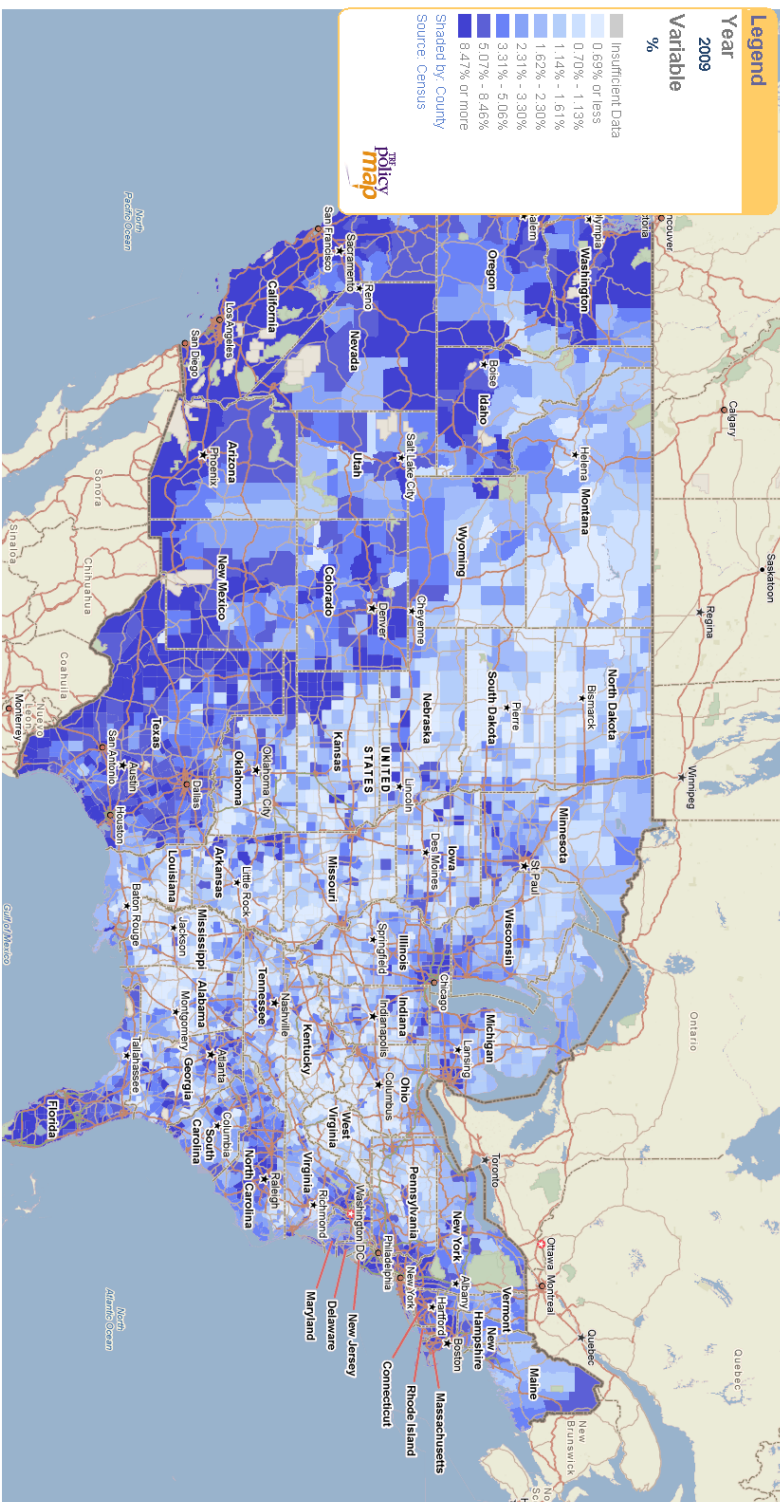 Legend
Year
2009
Variable
%
Insufficient Data
0.69% or less
0.70% - 1.13%
1.14% - 1.61%
1.62% - 2.30%
2.31% - 3.30%
3.31% - 5.06%
5.07% - 8.46%
8.47% or more
Shaded by: County
Source: Census
TRF
policy
map
ncouver
ctoria
Calgary
Saskatoon
Regina
Winnipeg
Ontario
Quebec
Quebec
Ottawa
Montreal
Toronto
New
Brunswick
lympia
Washington
alem
Oregon
Boise
Idaho
Helena
Montana
North Dakota
Bismarck
Minnesota
St Paul
Wisconsin
Michigan
Lansing
Vermont
Maine
New
Hampshire
New York
Albany
Boston
Hartford
Massachusetts
Rhode Island
Connecticut
Wyoming
Cheyenne
South Dakota
Pierre
Nebraska
Lincoln
Iowa
Des Moines
Chicago
Illinois
Springfield
Indiana
Indianapolis
Ohio
Columbus
Pennsylvania
Philadelphia
New York
New Jersey
Delaware
Maryland
Washington DC
West
Virginia
Virginia
Richmond
Reno
Sacramento
San Francisco
California
Nevada
Salt Lake City
Utah
Colorado
Denver
UNITED
STATES
Kansas
Missouri
Kentucky
Los Angeles
San Diego
Arizona
Phoenix
New Mexico
Oklahoma City
Oklahoma
Arkansas
Little Rock
Tennessee
Nashville
North Carolina
Raleigh
South
Carolina
Columbia
Texas
Dallas
Austin
San Antonio
Houston
Louisiana
Baton Rouge
Mississippi
Jackson
Alabama
Montgomery
Georgia
Atlanta
Tallahassee
Florida
Sonora
Sinaloa
Chihuahua
Coahuila
Nuevo
Leon
Monterrey
North
Pacific Ocean
Gulf of Mexico
North
Atlantic Ocean